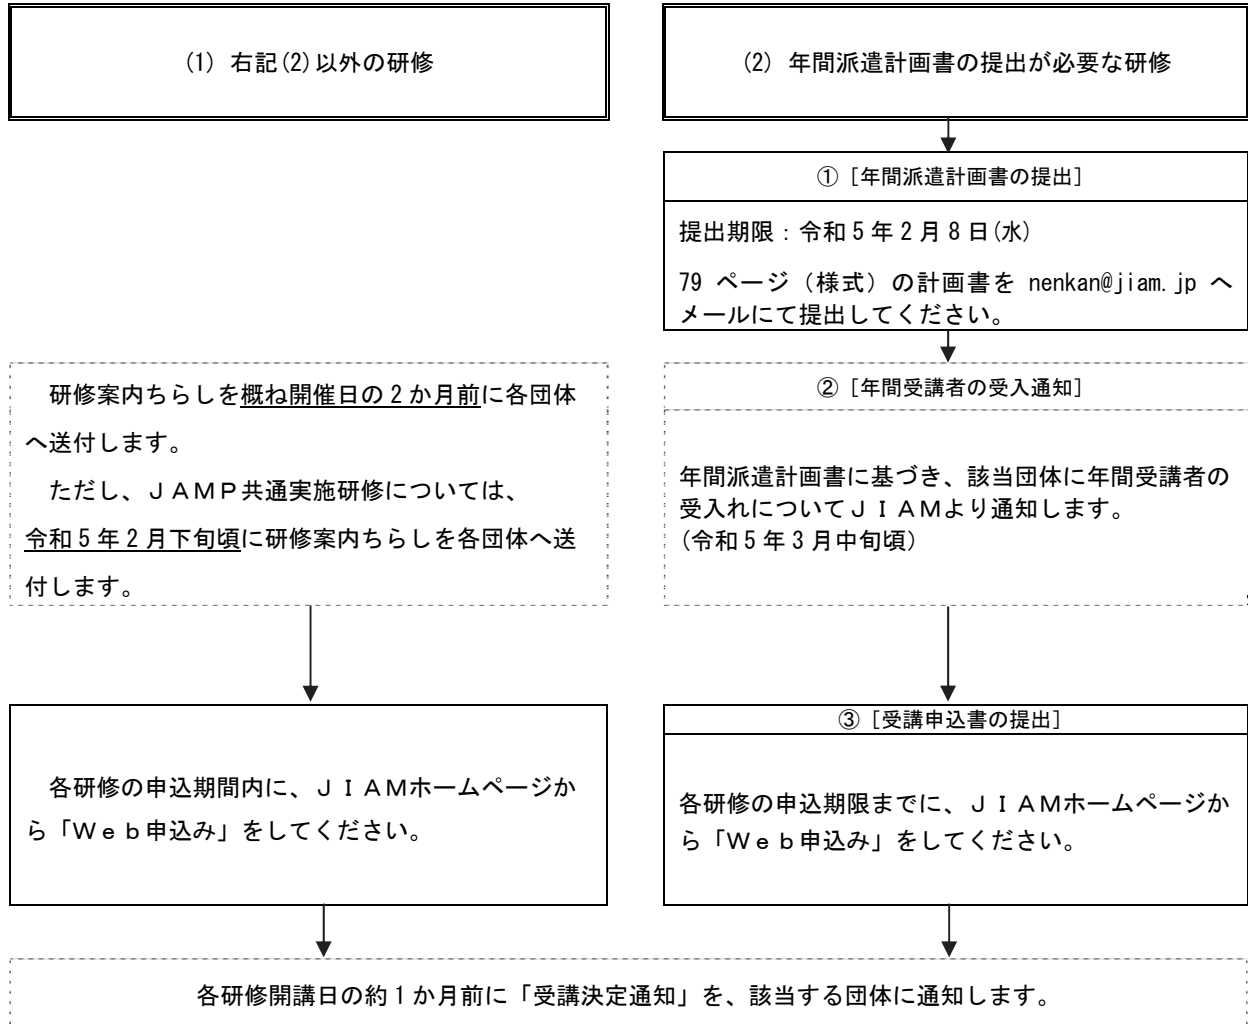 (1) 右記(2)以外の研修
(2) 年間派遣計画書の提出が必要な研修
①［年間派遣計画書の提出］
提出期限：令和５年２月８日(水)
79 ページ（様式）の計画書を nenkan@jiam.jp へ
メールにて提出してください。
研修案内ちらしを概ね開催日の２か月前に各団体
へ送付します。
ただし、ＪＡＭＰ共通実施研修については、
令和５年２月下旬頃に研修案内ちらしを各団体へ送
付します。
②［年間受講者の受入通知］
年間派遣計画書に基づき、該当団体に年間受講者の
受入れについてＪＩＡＭより通知します。
(令和５年３月中旬頃)
各研修の申込期間内に、ＪＩＡＭホームページか
ら「Ｗｅｂ申込み」をしてください。
③［受講申込書の提出］
各研修の申込期限までに、ＪＩＡＭホームページか
ら「Ｗｅｂ申込み」をしてください。
各研修開講日の約１か月前に「受講決定通知」を、該当する団体に通知します。